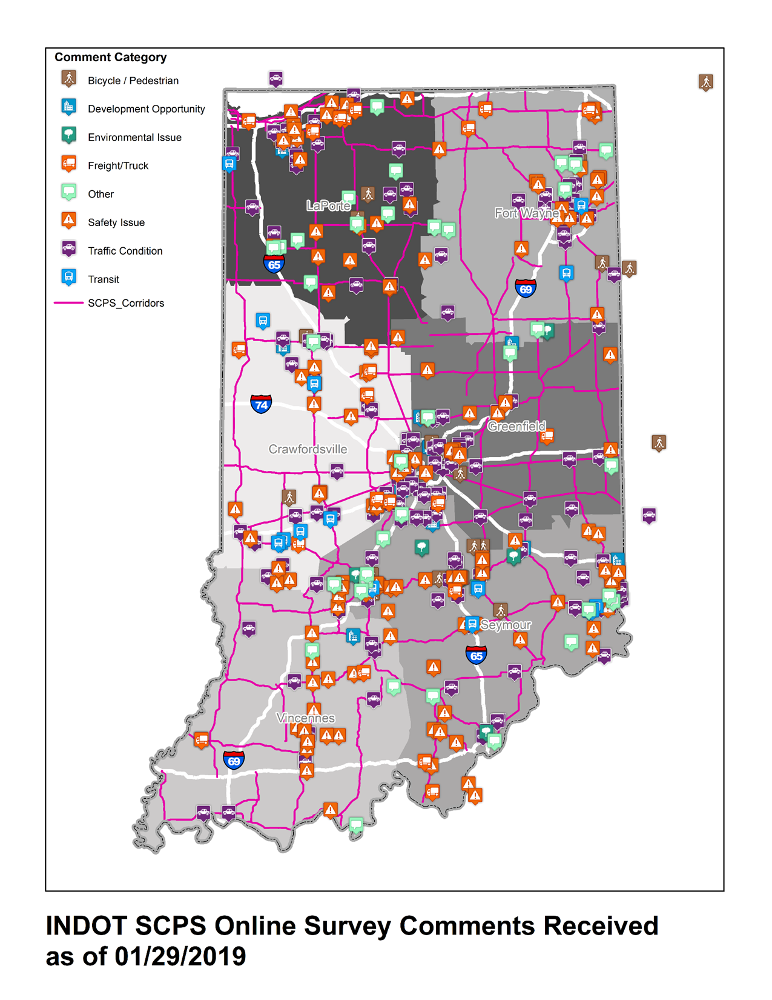 Comment Category
Bicycle / Pedestrian
Development Opportunity
Environmental Issue
Freight/Truck
Other
Safety Issue
Traffic Condition
Transit
SCPS_Corridors
LaPorte
Fort Wayne
65
69
74
Greenfield
Crawfordsville
Seymour
65
Vincennes
69
INDOT SCPS Online Survey Comments Received
as of 01/29/2019